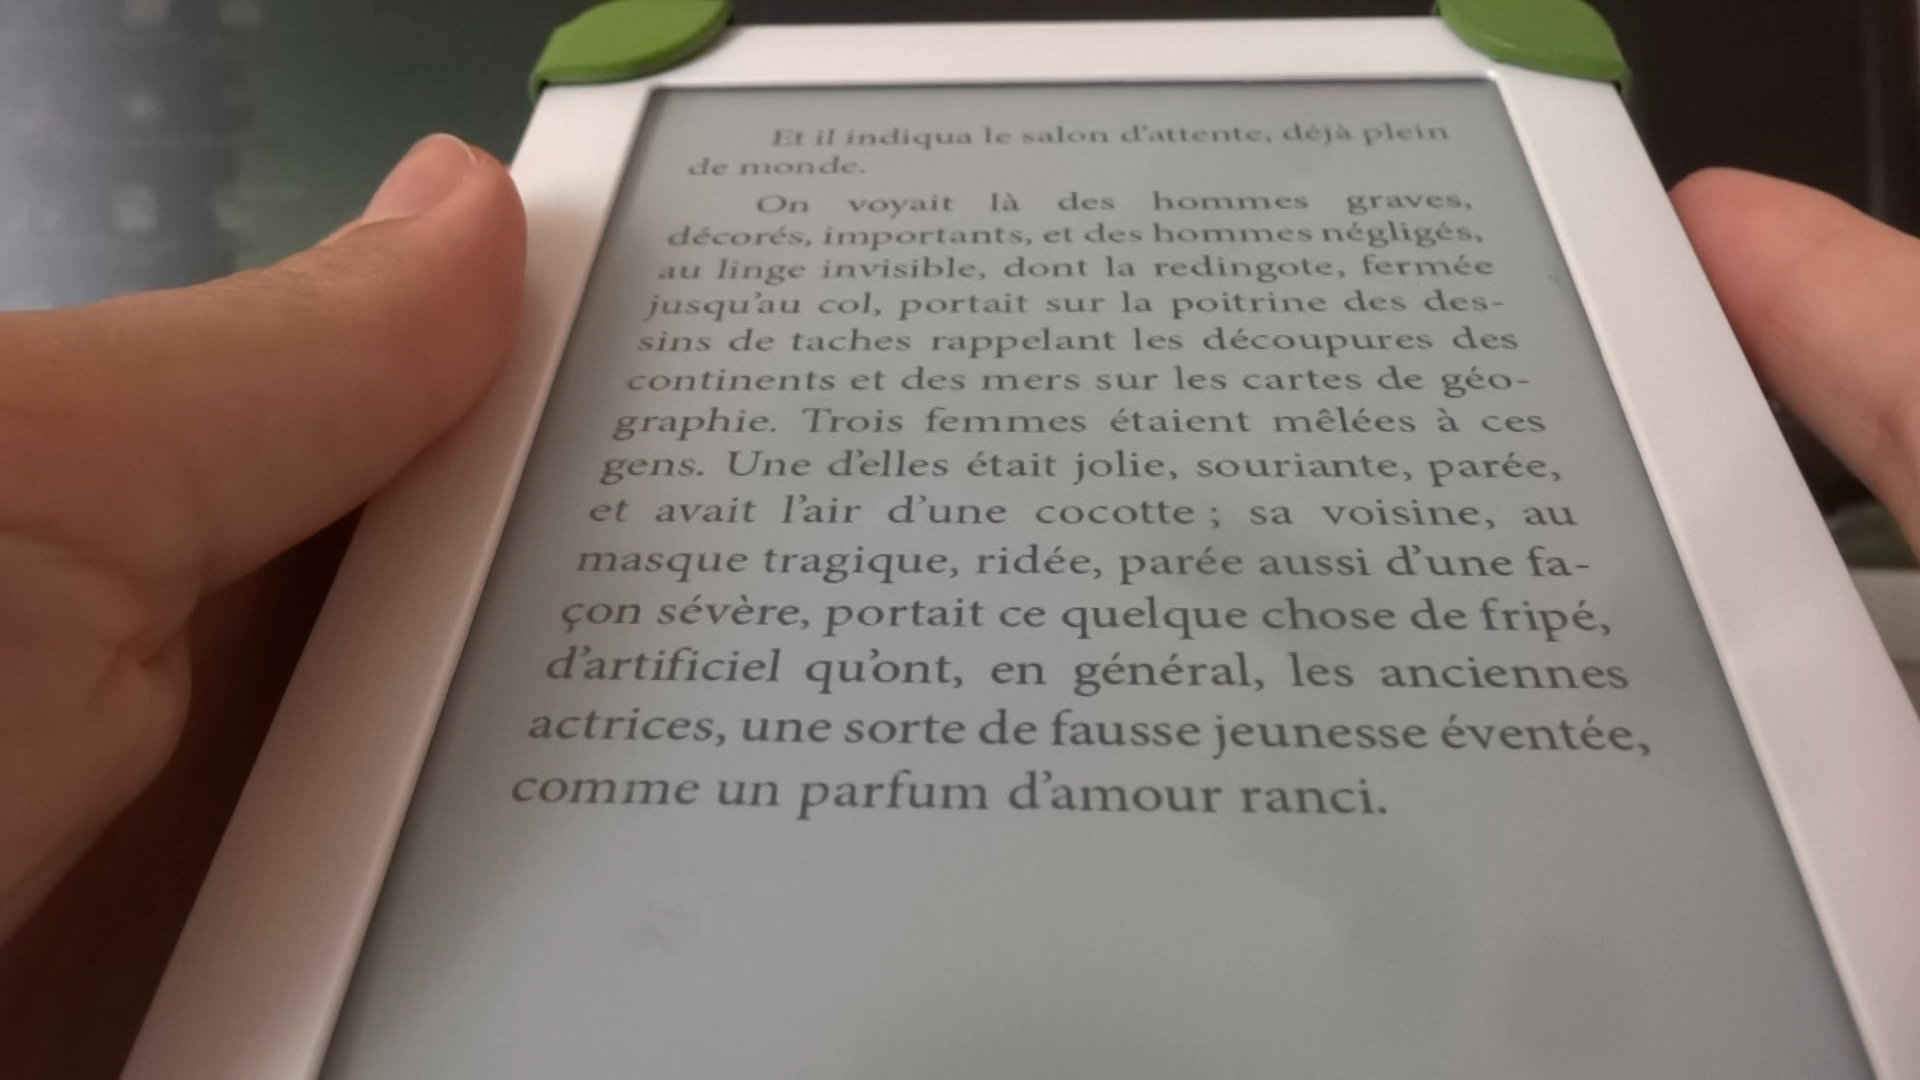 Et il indiqua le salon d'attente, déjà plein
de monde.
On voyait là des hommes graves,
décorés, importants, et des hommes négligés,
au linge invisible, dont la redingote, fermée
jusqu'au col, portait sur la poitrine des des-
sins de taches rappelant les découpures des
continents et des mers sur les cartes de géo-
graphie. Trois femmes étaient mêlées à ces
gens. Une d'elles était jolie, souriante, parée,
et avait l'air d'une cocotte ; sa voisine, au
masque tragique, ridée, parée aussi d'une fa-
çon sévère, portait ce quelque chose de fripé,
d'artificiel qu'ont, en général, les anciennes
actrices, une sorte de fausse jeunesse éventée,
comme un parfum d'amour ranci.